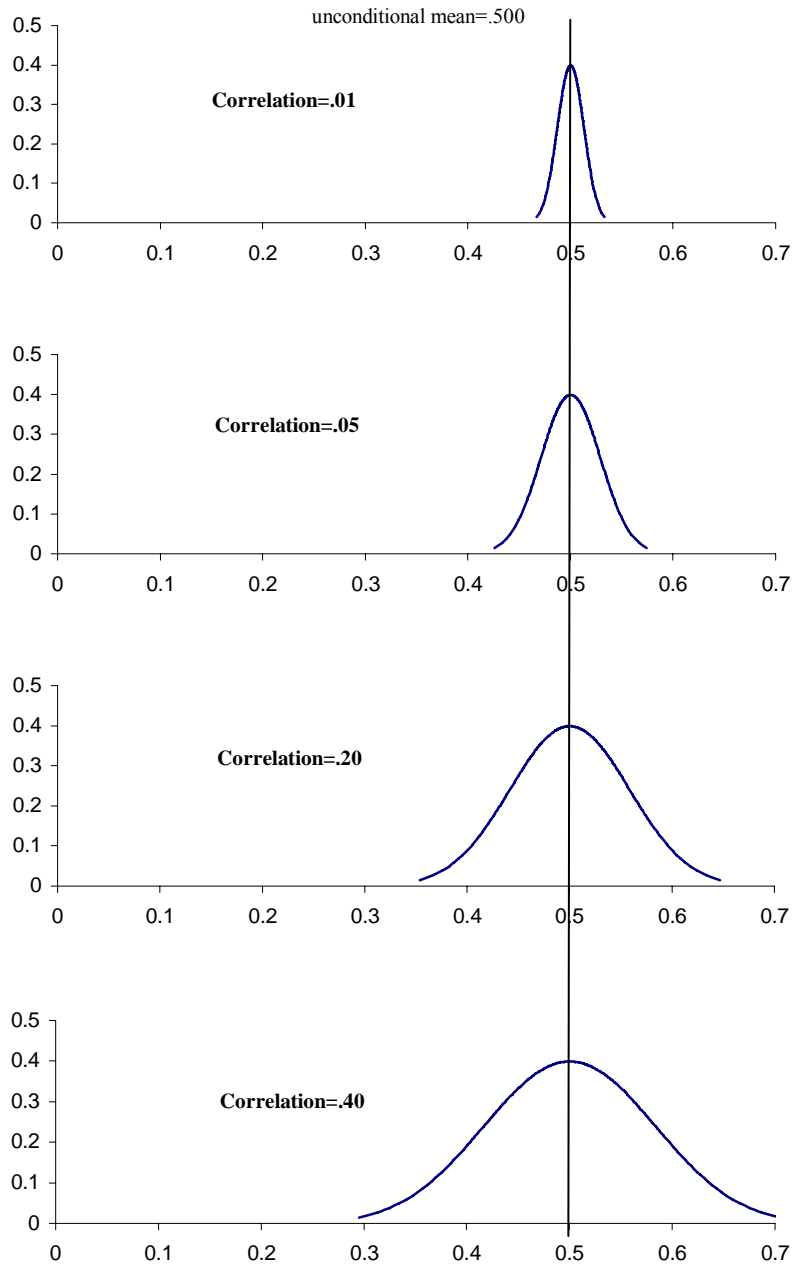 unconditional mean=.500
0.5
0.4
Correlation=.01
0.3
0.2
0.1
0
0 0.1 0.2 0.3 0.4 0.5 0.6 0.7
0.5
0.4
Correlation=.05
0.3
0.2
0.1
0
0 0.1 0.2 0.3 0.4 0.5 0.6 0.7
0.5
0.4
Correlation=.20
0.3
0.2
0.1
0
0 0.1 0.2 0.3 0.4 0.5 0.6 0.7
0.5
0.4
Correlation=.40
0.3
0.2
0.1
0
0 0.1 0.2 0.3 0.4 0.5 0.6 0.7